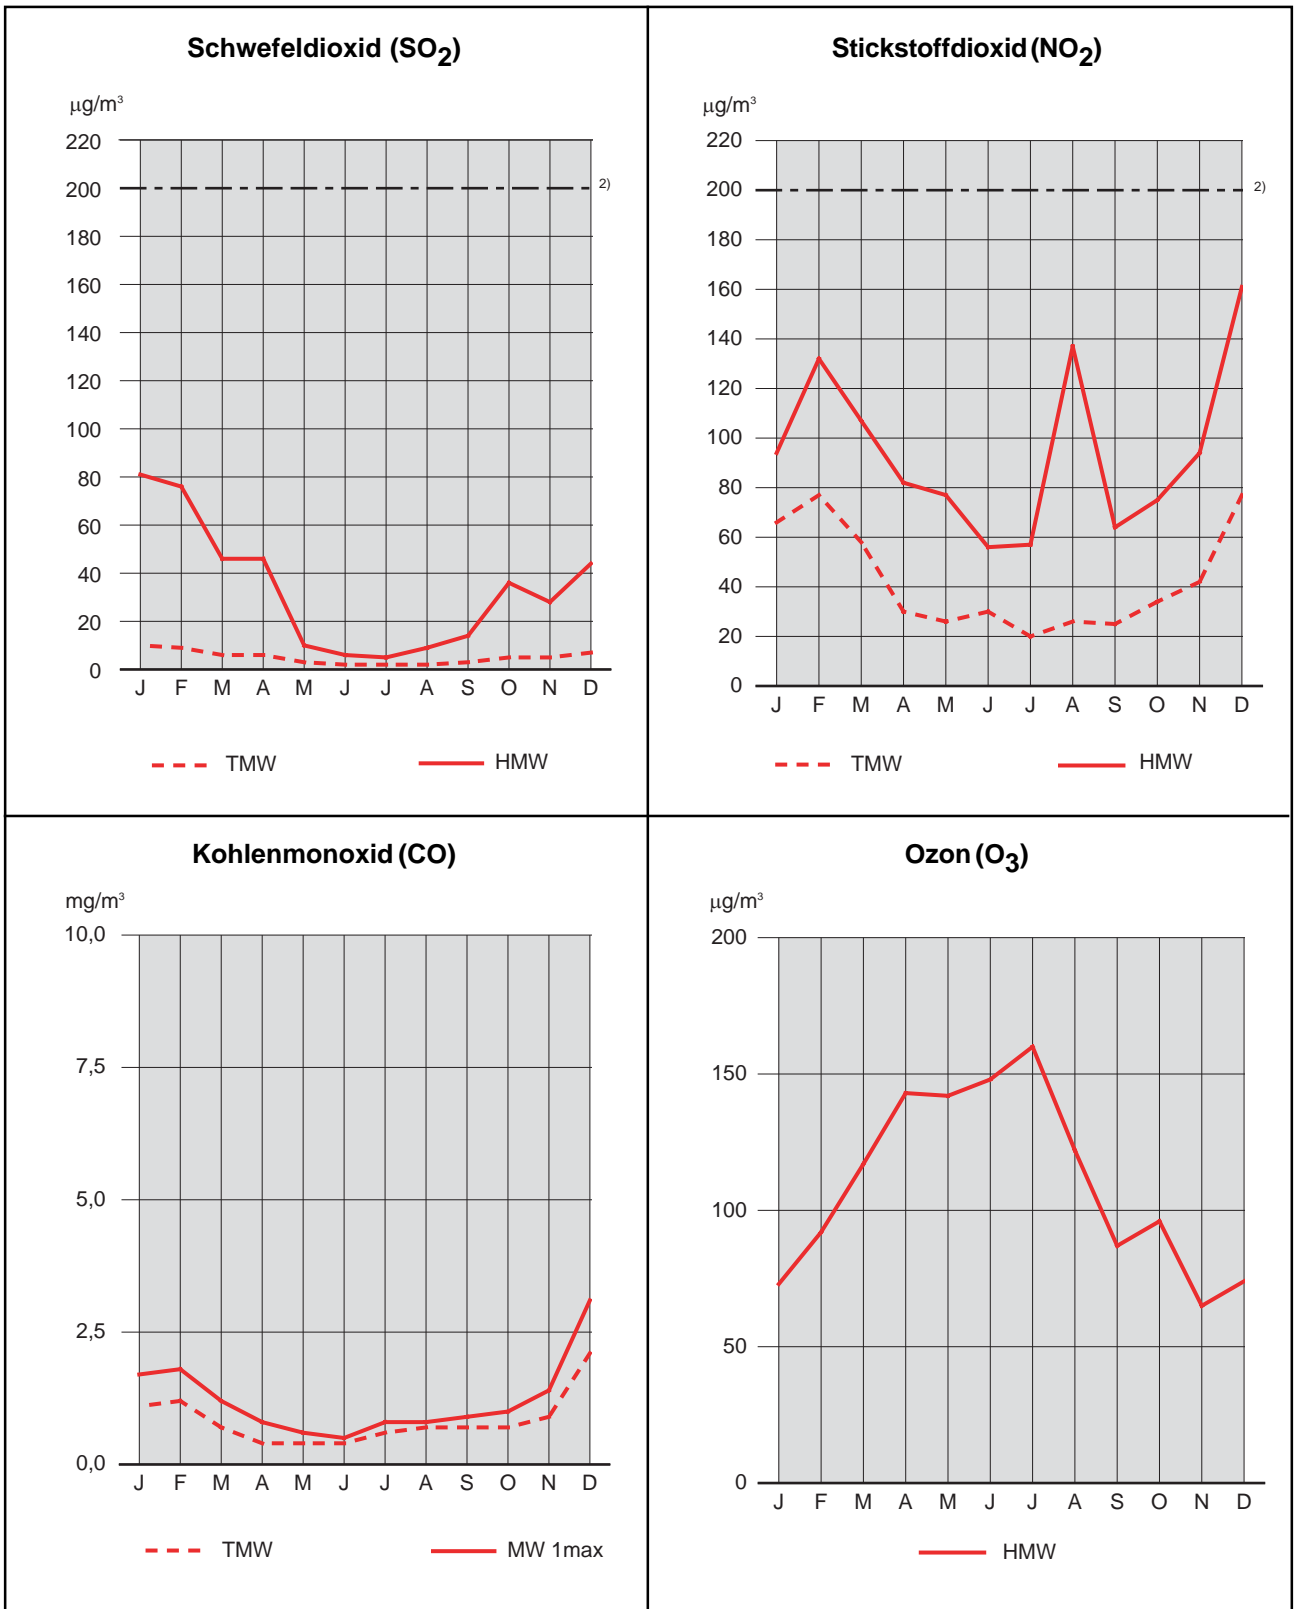 Schwefeldioxid (SO2)
µg/m³
220
200
180
160
140
120
100
80
60
40
20
0
2)
J F M A M J J A S O N D
TMW HMW
Stickstoffdioxid (NO2)
µg/m³
220
200
180
160
140
120
100
80
60
40
20
0
2)
J F M A M J J A S O N D
TMW HMW
Kohlenmonoxid (CO)
mg/m³
10,0
7,5
5,0
2,5
0,0
J F M A M J J A S O N D
TMW MW 1max
Ozon (O3)
µg/m³
200
150
100
50
0
J F M A M J J A S O N D
HMW